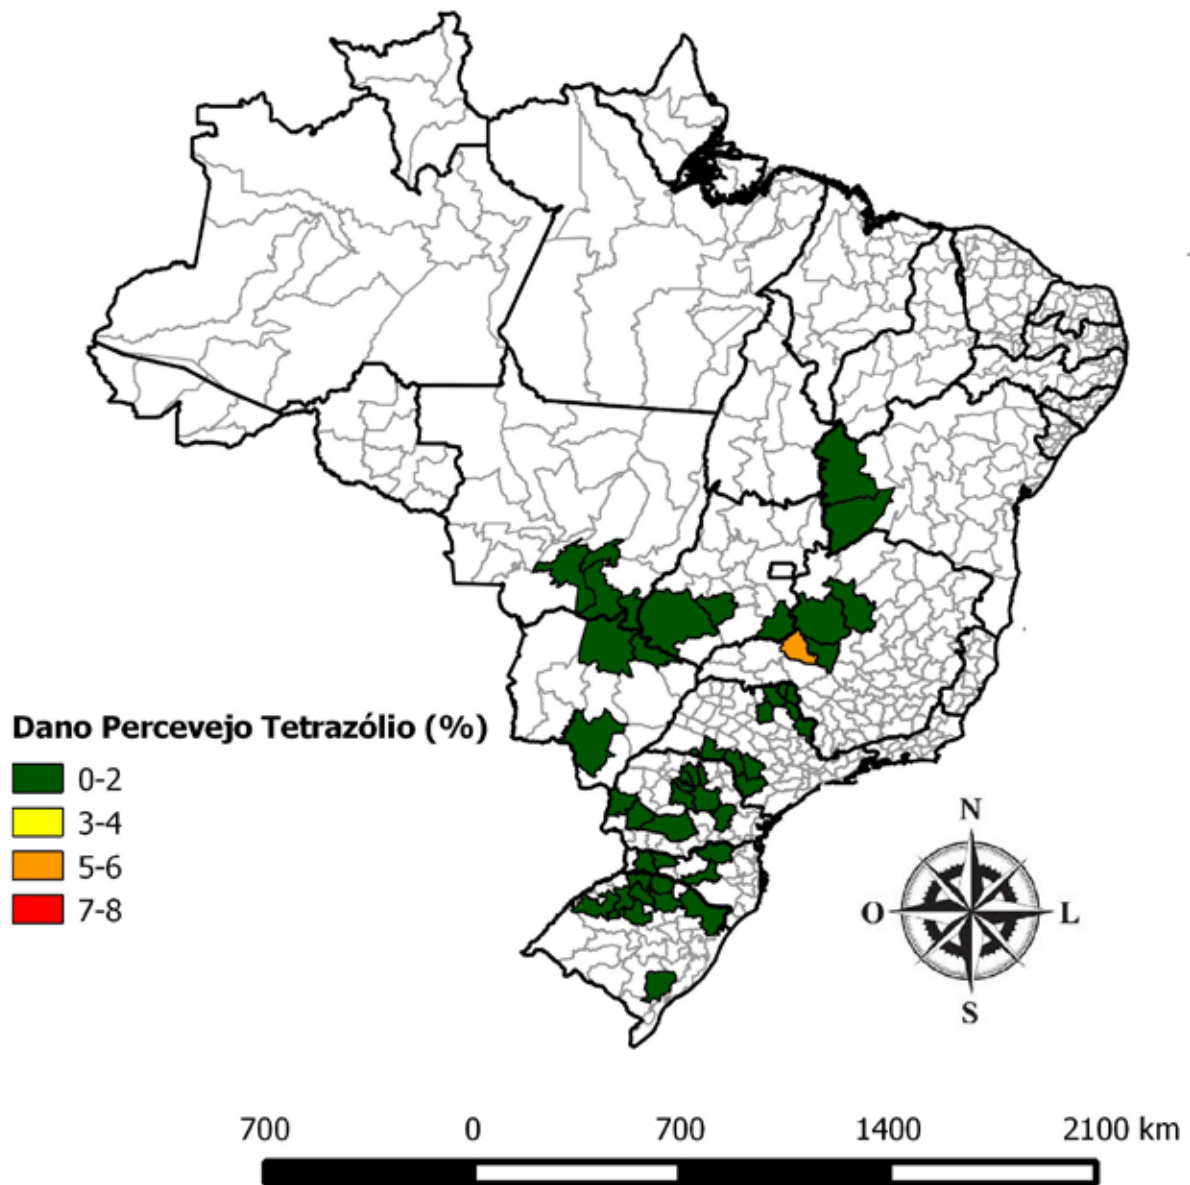 Dano Percevejo Tetrazólio (%)
0-2
3-4
5-6
7-8
N
O L
S
700 0 700 1400 2100 km